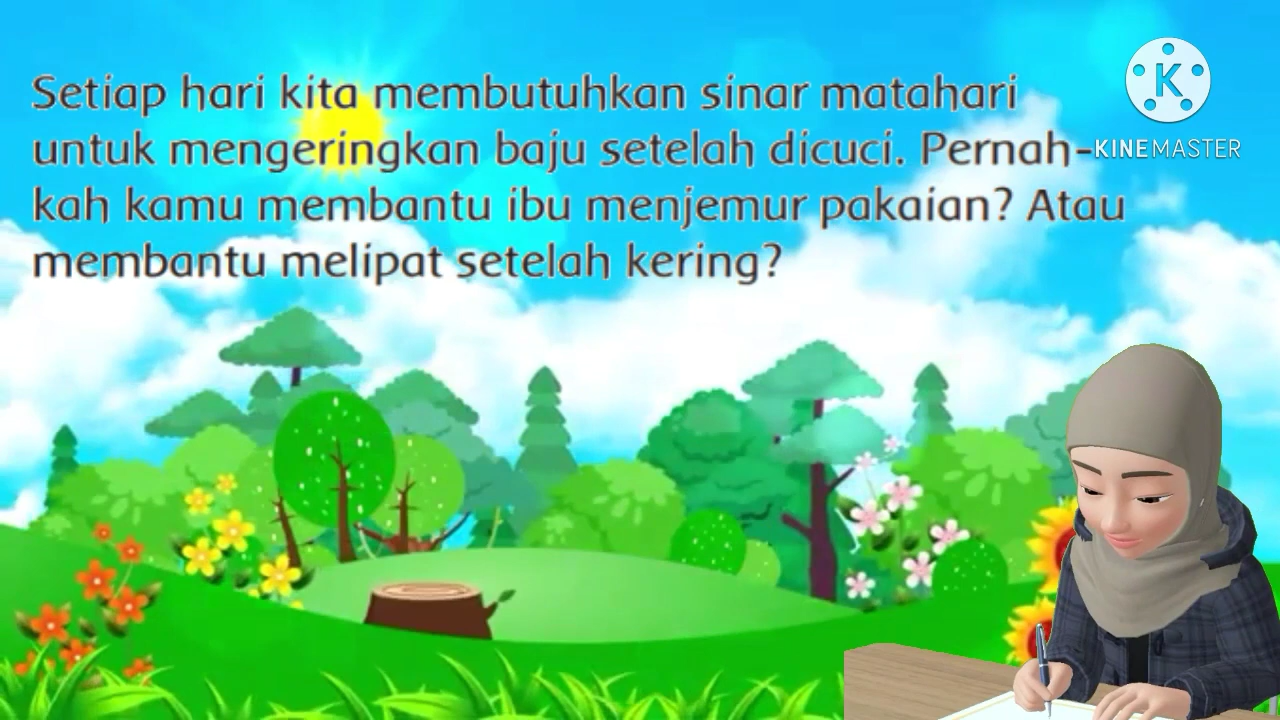 Setiap hari kita membutuhkan sinar matahari
untuk mengeringkan baju setelah dicuci. Pernah-
kah kamu membantu ibu menjemur pakaian? Atau
membantu melipat setelah kering?
K
KINEMASTER